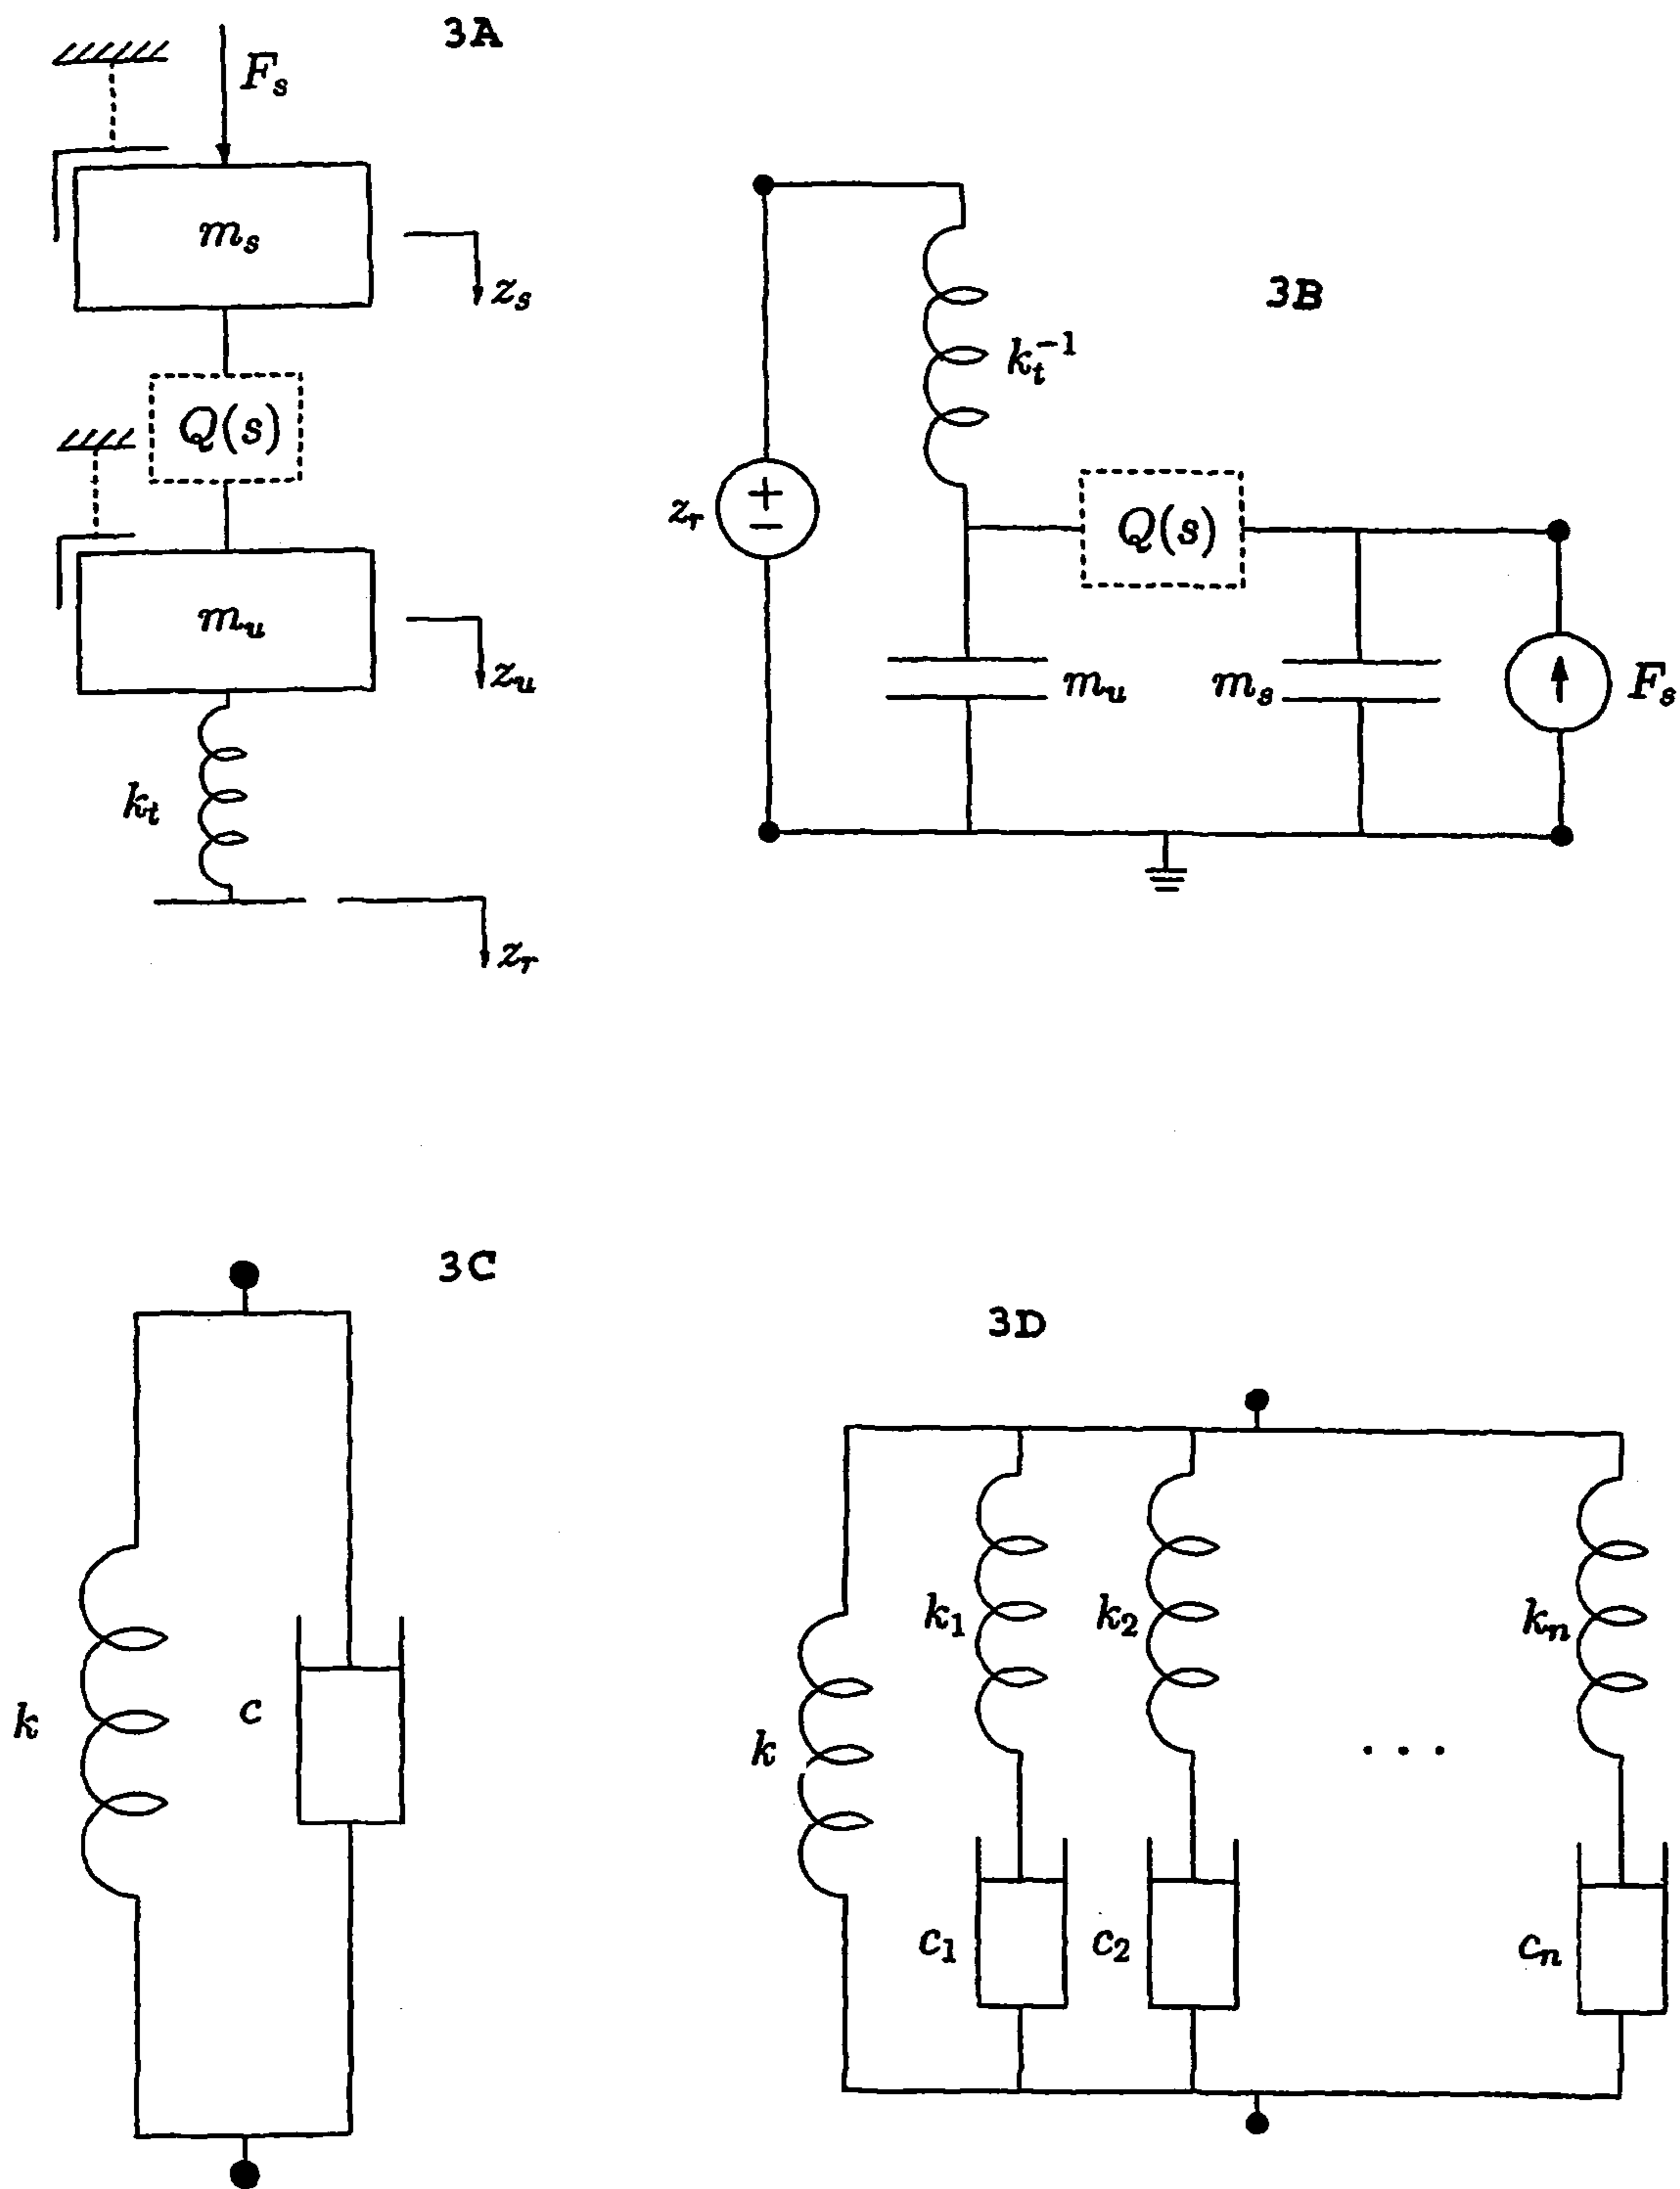 3A
F_s
m_s
z_s
Q(s)
m_u
z_u
k_t
z_r
3B
k_t^{-1}
z_r
+
−
Q(s)
m_u
m_s
F_s
3C
k
c
3D
k
k_1
k_2
k_n
. . .
c_1
c_2
c_n